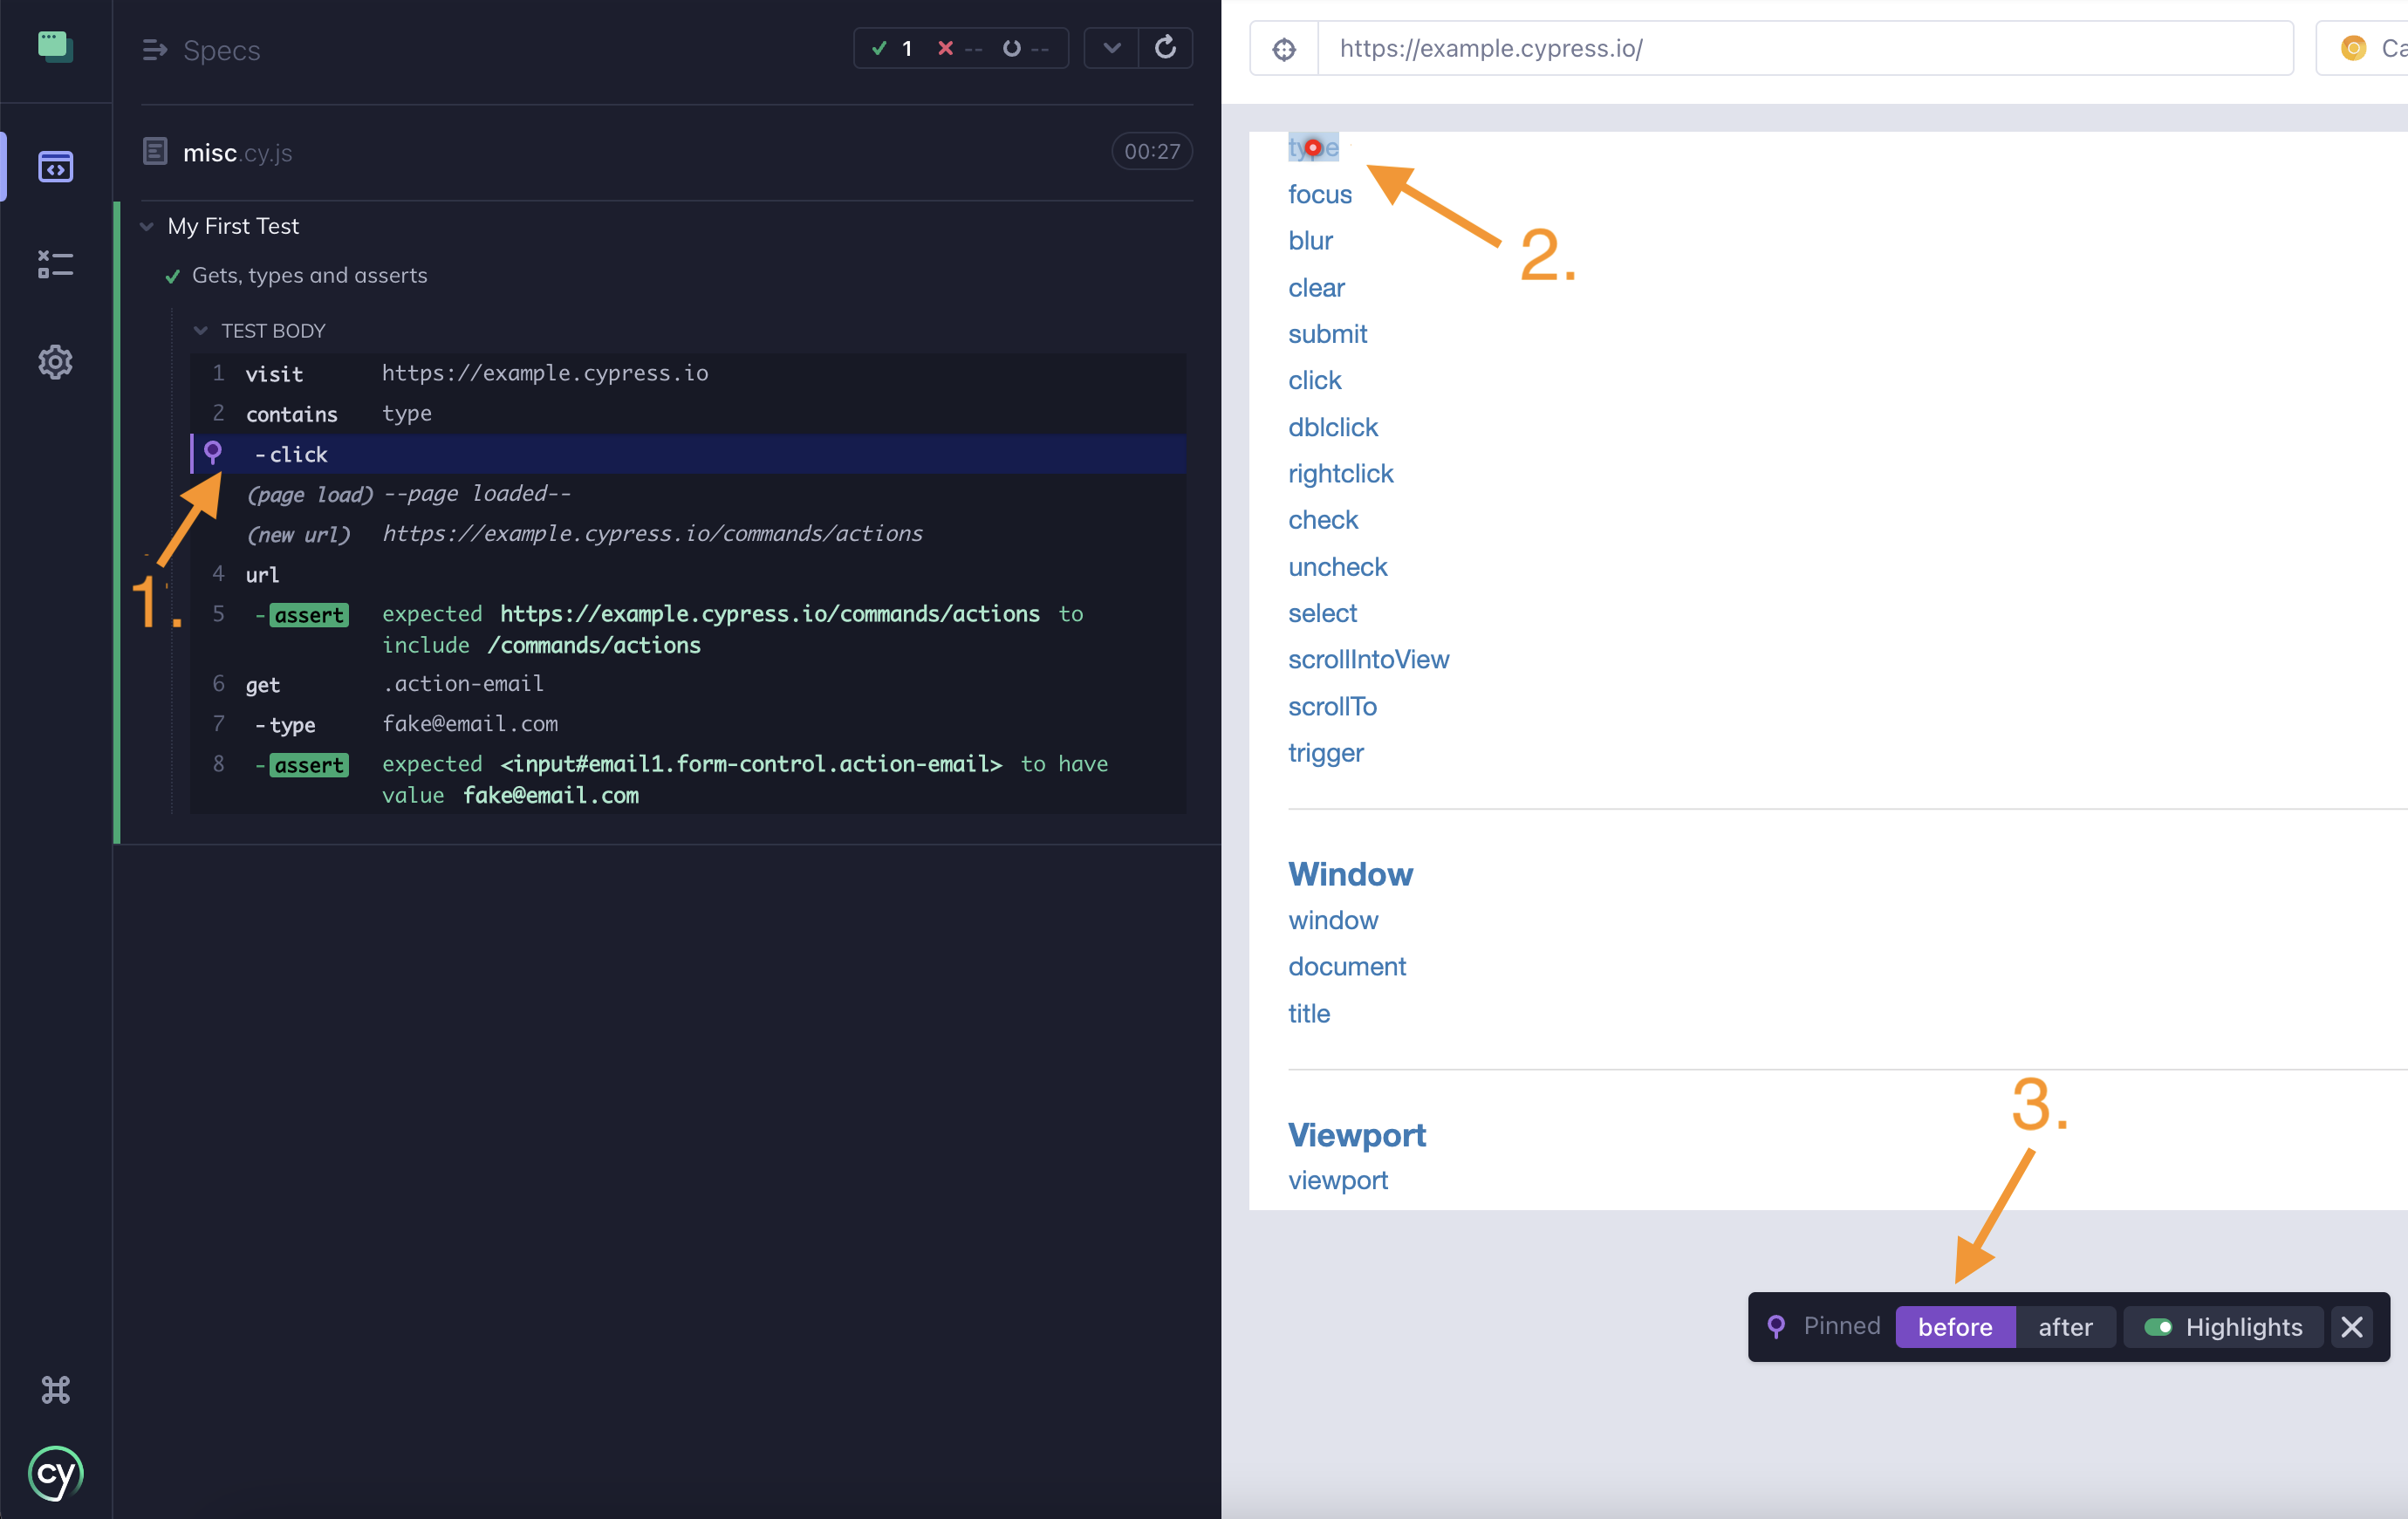 Specs
1 -- --
misc.cy.js
00:27
My First Test
Gets, types and asserts
TEST BODY
1 visit https://example.cypress.io
2 contains type
-click
(page load) --page loaded--
(new url) https://example.cypress.io/commands/actions
4 url
5 -assert expected https://example.cypress.io/commands/actions to
include /commands/actions
6 get .action-email
7 -type fake@email.com
8 -assert expected <input#email1.form-control.action-email> to have
value fake@email.com
1.
cy
https://example.cypress.io/
type
focus
2.
blur
clear
submit
click
dblclick
rightclick
check
uncheck
select
scrollIntoView
scrollTo
trigger
Window
window
document
title
3.
Viewport
viewport
Pinned before after Highlights